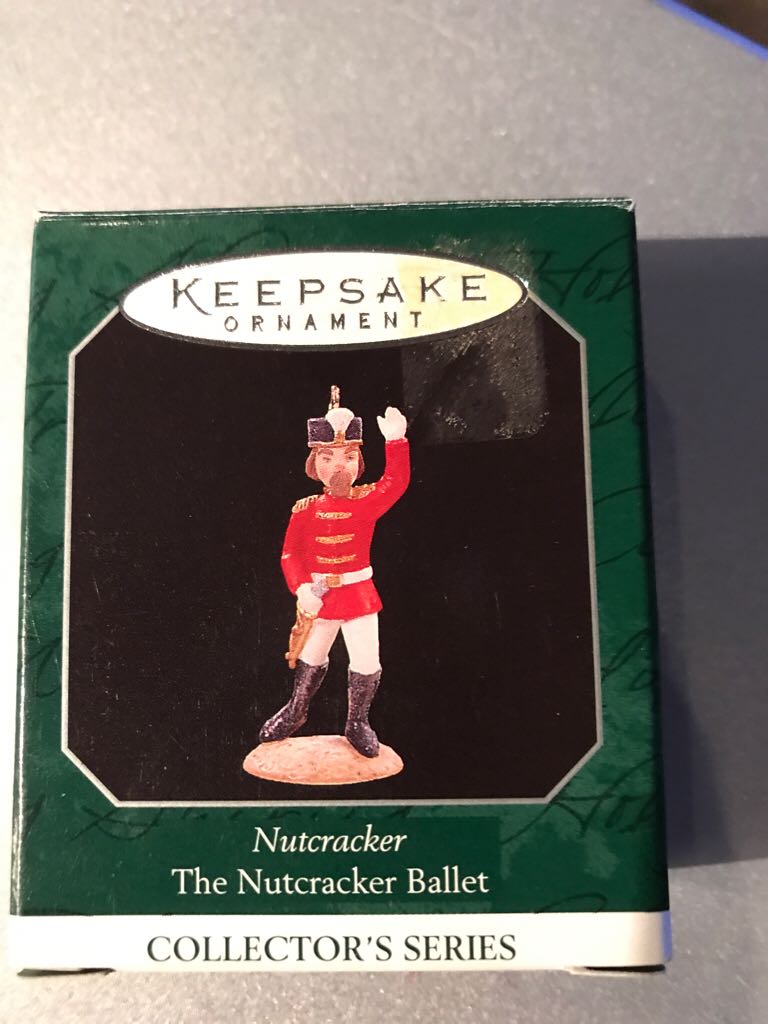 KEEPSAKE
ORNAMENT
Nutcracker
The Nutcracker Ballet
COLLECTOR'S SERIES